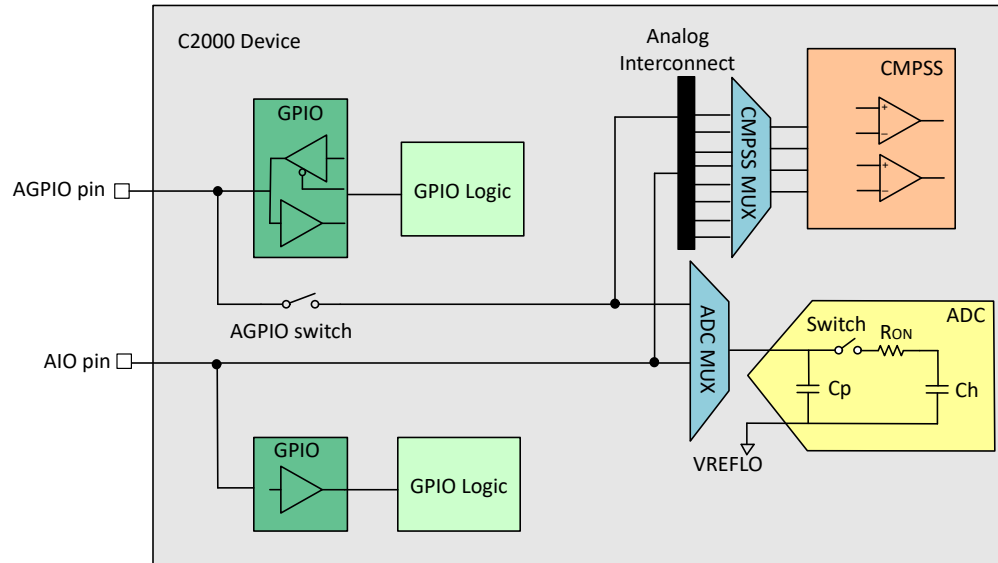 C2000 Device
Analog
Interconnect
CMPSS
GPIO
CMPSS MUX
+
−
+
−
GPIO Logic
AGPIO pin
AGPIO switch
ADC MUX
ADC
Switch
RON
AIO pin
Cp
Ch
GPIO
VREFLO
GPIO Logic